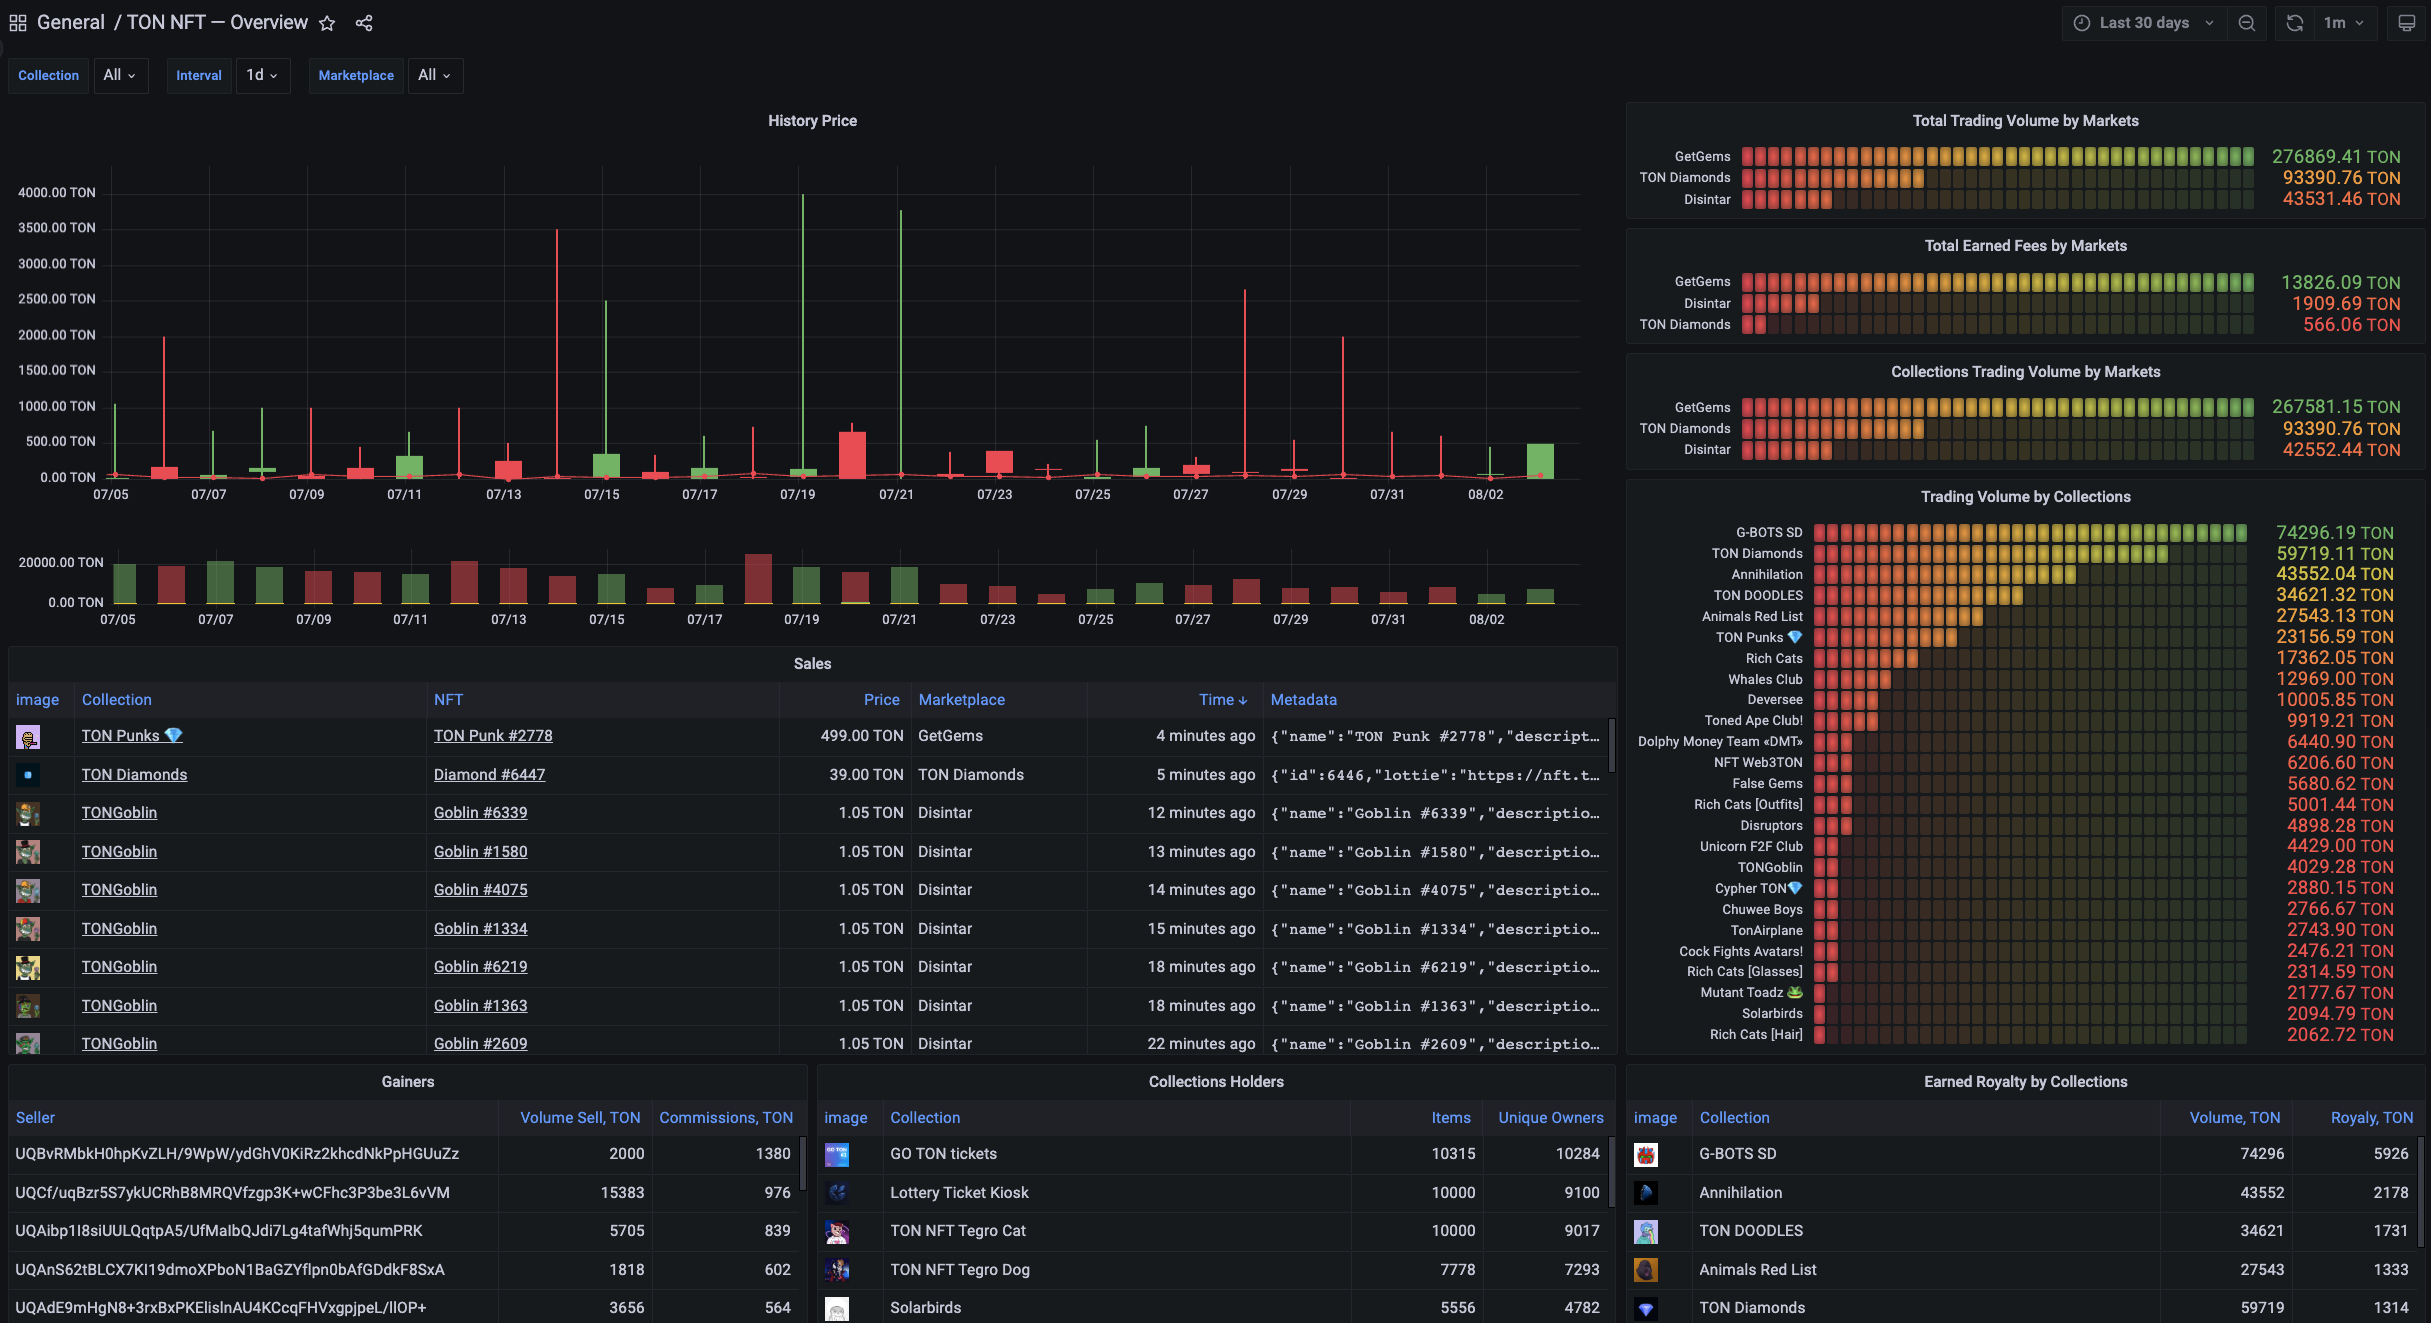 General / TON NFT — Overview
Last 30 days
1m
Collection All Interval 1d Marketplace All
History Price
4000.00 TON
3500.00 TON
3000.00 TON
2500.00 TON
2000.00 TON
1500.00 TON
1000.00 TON
500.00 TON
0.00 TON
07/05 07/07 07/09 07/11 07/13 07/15 07/17 07/19 07/21 07/23 07/25 07/27 07/29 07/31 08/02
20000.00 TON
0.00 TON
07/05 07/07 07/09 07/11 07/13 07/15 07/17 07/19 07/21 07/23 07/25 07/27 07/29 07/31 08/02
Total Trading Volume by Markets
GetGems 276869.41 TON
TON Diamonds 93390.76 TON
Disintar 43531.46 TON
Total Earned Fees by Markets
GetGems 13826.09 TON
Disintar 1909.69 TON
TON Diamonds 566.06 TON
Collections Trading Volume by Markets
GetGems 267581.15 TON
TON Diamonds 93390.76 TON
Disintar 42552.44 TON
Trading Volume by Collections
G-BOTS SD 74296.19 TON
TON Diamonds 59719.11 TON
Annihilation 43552.04 TON
TON DOODLES 34621.32 TON
Animals Red List 27543.13 TON
TON Punks 💎 23156.59 TON
Rich Cats 17362.05 TON
Whales Club 12969.00 TON
Deversee 10005.85 TON
Toned Ape Club! 9919.21 TON
Dolphy Money Team «DMT» 6440.90 TON
NFT Web3TON 6206.60 TON
False Gems 5680.62 TON
Rich Cats [Outfits] 5001.44 TON
Disruptors 4898.28 TON
Unicorn F2F Club 4429.00 TON
TONGoblin 4029.28 TON
Cypher TON💎 2880.15 TON
Chuwee Boys 2766.67 TON
TonAirplane 2743.90 TON
Cock Fights Avatars! 2476.21 TON
Rich Cats [Glasses] 2314.59 TON
Mutant Toadz 🐸 2177.67 TON
Solarbirds 2094.79 TON
Rich Cats [Hair] 2062.72 TON
Sales
image Collection NFT Price Marketplace Time ↓ Metadata
TON Punks 💎 TON Punk #2778 499.00 TON GetGems 4 minutes ago {"name":"TON Punk #2778","descript…
TON Diamonds Diamond #6447 39.00 TON TON Diamonds 5 minutes ago {"id":6446,"lottie":"https://nft.t…
TONGoblin Goblin #6339 1.05 TON Disintar 12 minutes ago {"name":"Goblin #6339","descriptio…
TONGoblin Goblin #1580 1.05 TON Disintar 13 minutes ago {"name":"Goblin #1580","descriptio…
TONGoblin Goblin #4075 1.05 TON Disintar 14 minutes ago {"name":"Goblin #4075","descriptio…
TONGoblin Goblin #1334 1.05 TON Disintar 15 minutes ago {"name":"Goblin #1334","descriptio…
TONGoblin Goblin #6219 1.05 TON Disintar 18 minutes ago {"name":"Goblin #6219","descriptio…
TONGoblin Goblin #1363 1.05 TON Disintar 18 minutes ago {"name":"Goblin #1363","descriptio…
TONGoblin Goblin #2609 1.05 TON Disintar 22 minutes ago {"name":"Goblin #2609","descriptio…
Gainers
Seller Volume Sell, TON Commissions, TON
UQBvRMbkH0hpKvZLH/9WpW/ydGhV0KiRz2khcdNkPpHGUuZz 2000 1380
UQCf/uqBzr5S7ykUCRhB8MRQVfzgp3K+wCFhc3P3be3L6vVM 15383 976
UQAibp1I8siUULQqtpA5/UfMaIbQJdi7Lg4tafWhj5qumPRK 5705 839
UQAnS62tBLCX7KI19dmoXPboN1BaGZYflpn0bAfGDdkF8SxA 1818 602
UQAdE9mHgN8+3rxBxPKElislnAU4KCcqFHVxgpjpeL/llOP+ 3656 564
Collections Holders
image Collection Items Unique Owners
GO TON tickets 10315 10284
Lottery Ticket Kiosk 10000 9100
TON NFT Tegro Cat 10000 9017
TON NFT Tegro Dog 7778 7293
Solarbirds 5556 4782
Earned Royalty by Collections
image Collection Volume, TON Royaly, TON
G-BOTS SD 74296 5926
Annihilation 43552 2178
TON DOODLES 34621 1731
Animals Red List 27543 1333
TON Diamonds 59719 1314